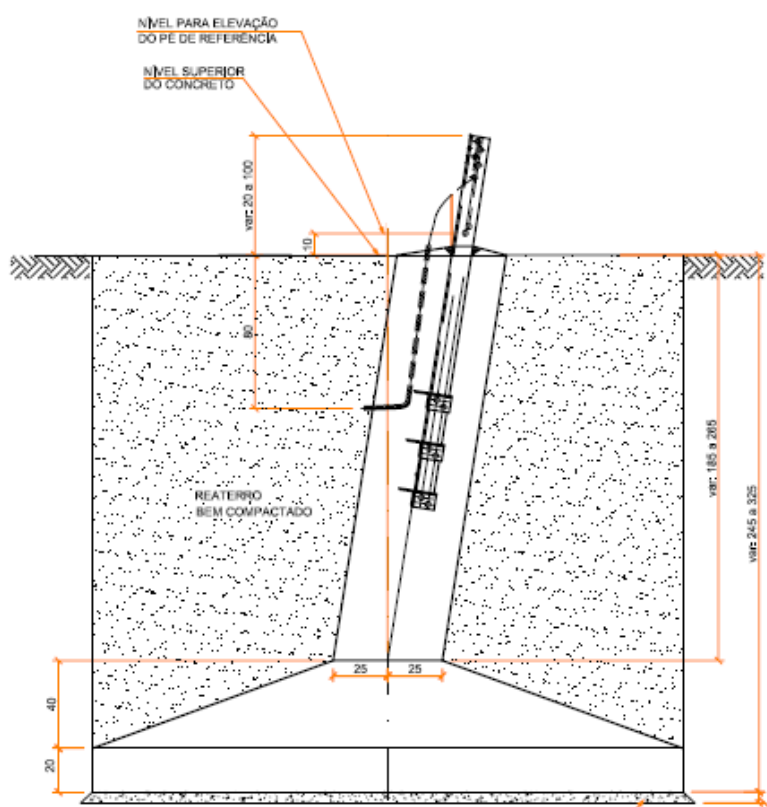 NÍVEL PARA ELEVAÇÃO
DO PÉ DE REFERÊNCIA
NÍVEL SUPERIOR
DO CONCRETO
var: 20 a 100
10
80
REATERRO
BEM COMPACTADO
var: 185 a 265
var: 245 a 325
25
25
40
20